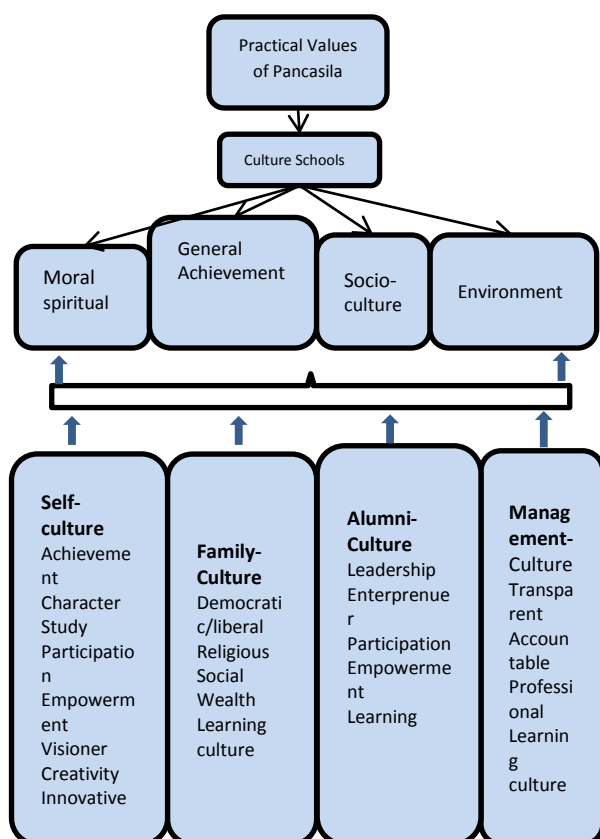 Practical Values
of Pancasila
Culture Schools
Moral
spiritual
General
Achievement
Socio-
culture
Environment
Self-
culture
Achieveme
nt
Character
Study
Participatio
n
Empowerm
ent
Visioner
Creativity
Innovative
Family-
Culture
Democrati
c/liberal
Religious
Social
Wealth
Learning
culture
Alumni-
Culture
Leadership
Enterprenue
r
Participation
Empowerme
nt
Learning
Manag
ement-
Culture
Transpa
rent
Accoun
table
Professi
onal
Learnin
g
culture